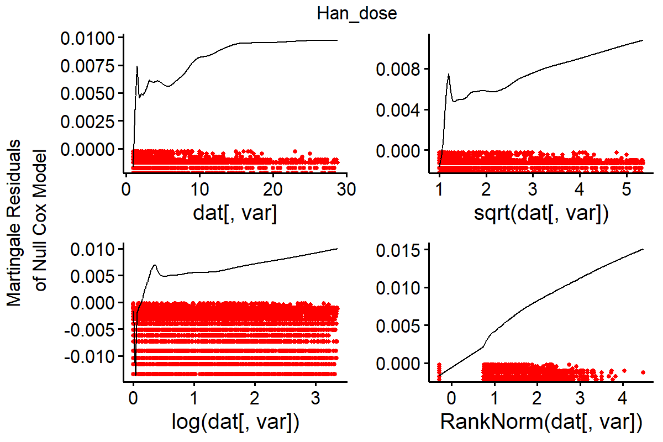 Han_dose
Martingale Residuals
of Null Cox Model
0.0100
0.0075
0.0050
0.0025
0.0000
0 10 20 30
dat[, var]
0.008
0.004
0.000
1 2 3 4 5
sqrt(dat[, var])
0.010
0.005
0.000
-0.005
-0.010
0 1 2 3
log(dat[, var])
0.015
0.010
0.005
0.000
0 1 2 3 4
RankNorm(dat[, var])